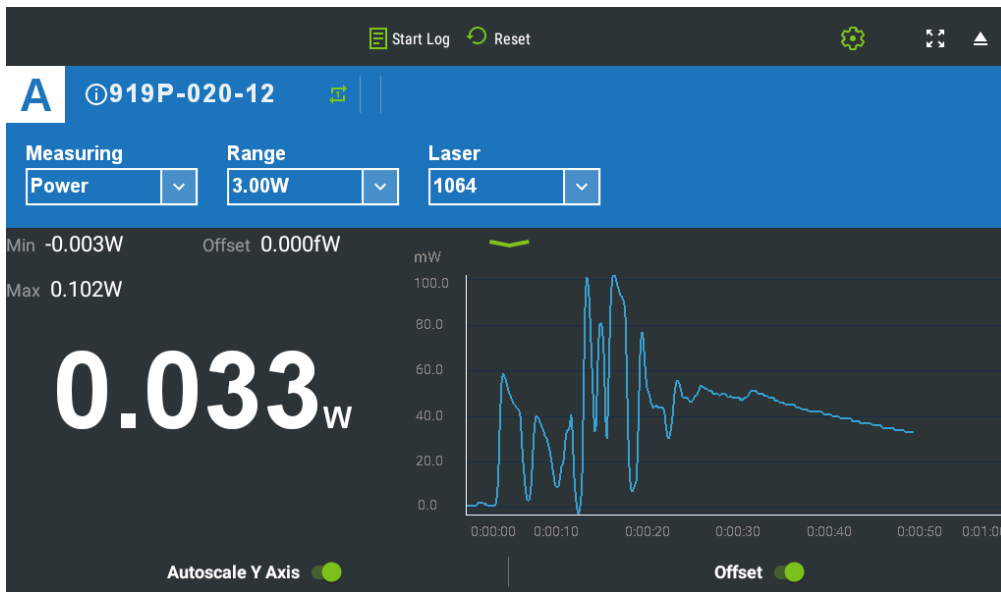 Start Log Reset
A 919P-020-12
Measuring Range Laser
Power 3.00W 1064
Min -0.003W Offset 0.000fW
Max 0.102W
0.033W
mW
100.0
80.0
60.0
40.0
20.0
0.0
0:00:00 0:00:10 0:00:20 0:00:30 0:00:40 0:00:50 0:01:00
Autoscale Y Axis Offset